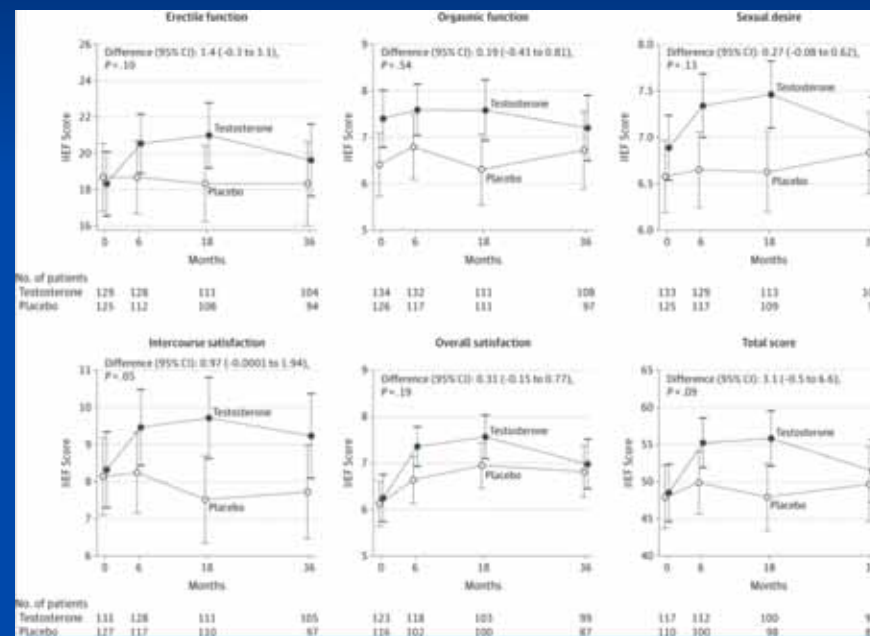 Erectile function
Difference (95% CI): 1.4 (-0.3 to 3.1),
P = .10
26
24
22
20
18
16
IIEF Score
Testosterone
Placebo
0 6 18 36
Months
No. of patients
Testosterone 129 128 111 104
Placebo 125 112 108 94
Orgasmic function
Difference (95% CI): 0.19 (-0.43 to 0.81),
P = .54
9
8
7
6
5
IIEF Score
Testosterone
Placebo
0 6 18 36
Months
134 132 111 108
126 117 111 97
Sexual desire
Difference (95% CI): 0.27 (-0.08 to 0.62),
P = .13
8.0
7.5
7.0
6.5
6.0
IIEF Score
Testosterone
Placebo
0 6 18
Months
133 129 113
125 117 109
Intercourse satisfaction
Difference (95% CI): 0.97 (-0.0001 to 1.94),
P = .05
11
10
9
8
7
6
IIEF Score
Testosterone
Placebo
0 6 18 36
Months
No. of patients
Testosterone 131 128 111 105
Placebo 127 117 110 97
Overall satisfaction
Difference (95% CI): 0.31 (-0.15 to 0.77),
P = .19
9
8
7
6
5
IIEF Score
Testosterone
Placebo
0 6 18 36
Months
123 118 103 99
116 102 100 87
Total score
Difference (95% CI): 3.1 (-0.5 to 6.6),
P = .09
65
60
55
50
45
40
IIEF Score
Testosterone
Placebo
0 6 18
Months
117 112 100
110 100 98